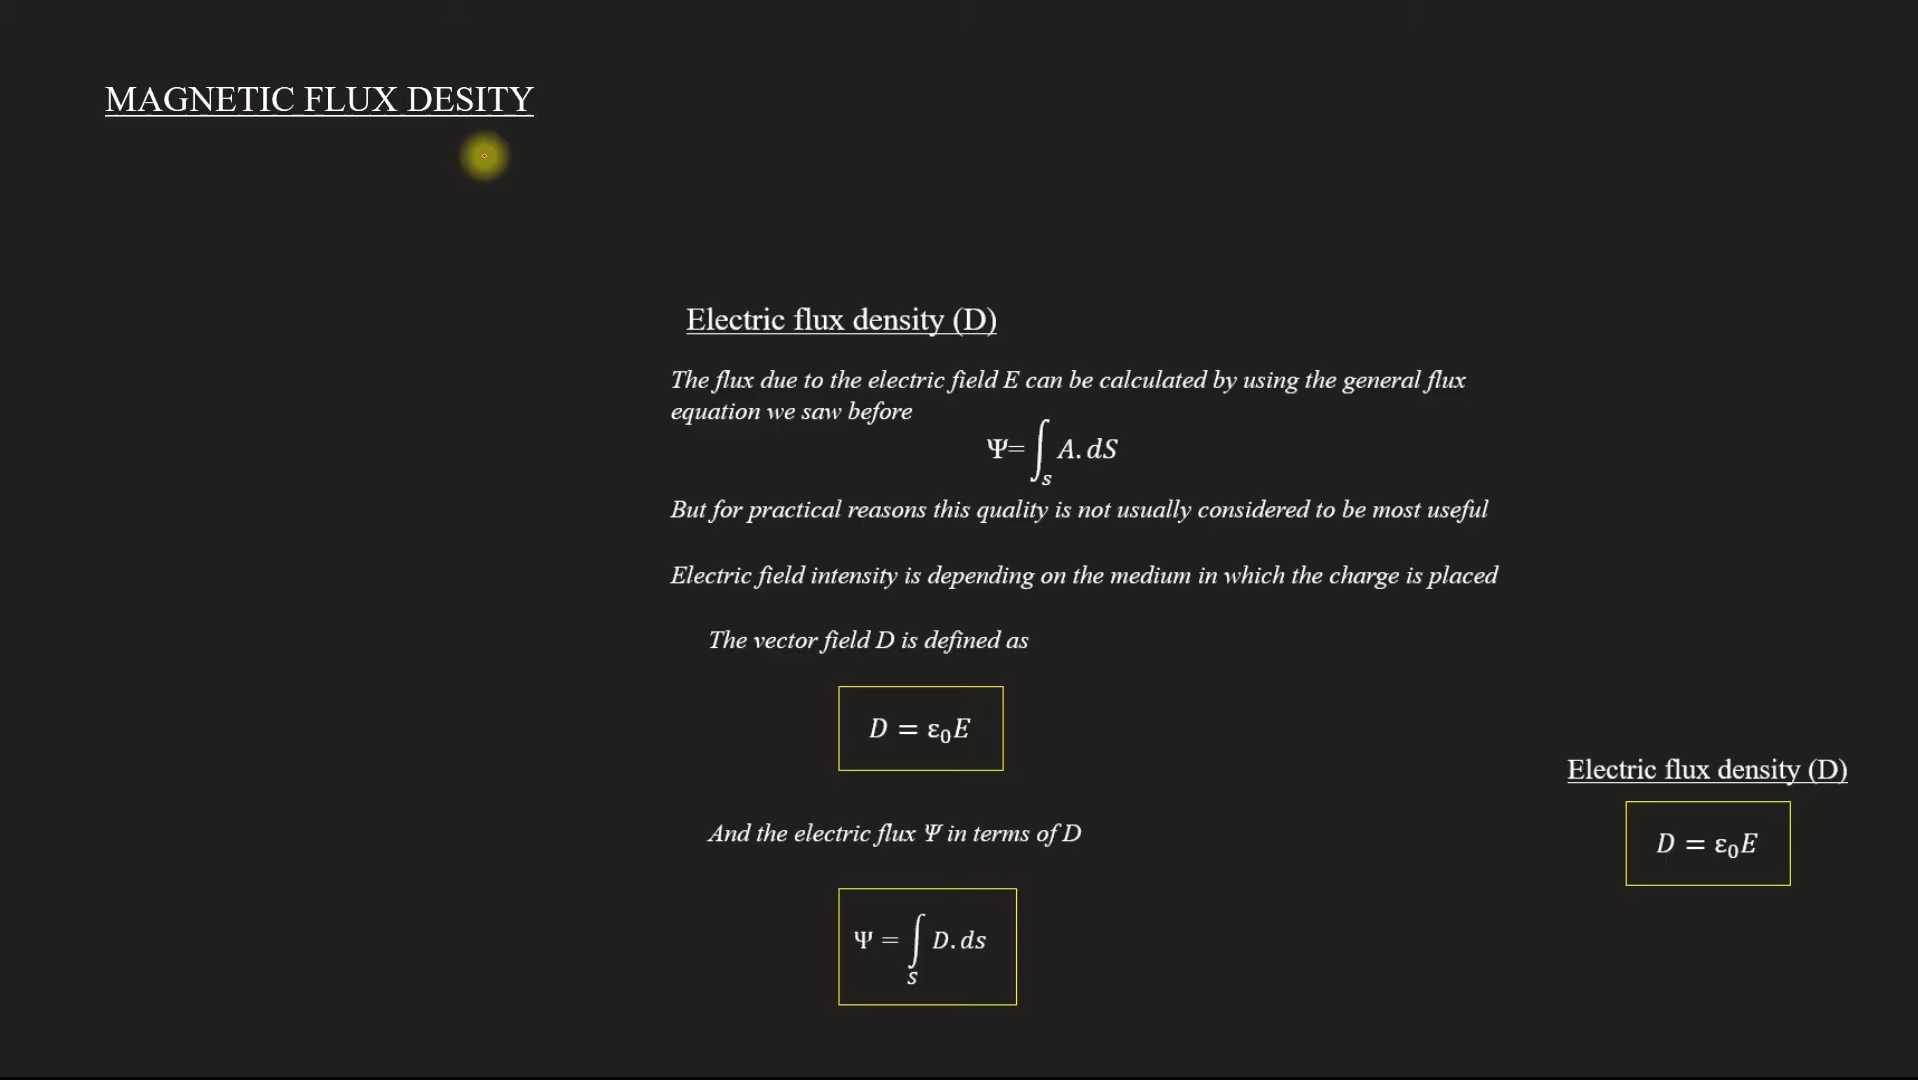 MAGNETIC FLUX DESITY
Electric flux density (D)
The flux due to the electric field E can be calculated by using the general flux
equation we saw before
Ψ=∫_s A.dS
But for practical reasons this quality is not usually considered to be most useful
Electric field intensity is depending on the medium in which the charge is placed
The vector field D is defined as
D = ε₀E
And the electric flux Ψ in terms of D
Ψ = ∫_S D.ds
Electric flux density (D)
D = ε₀E